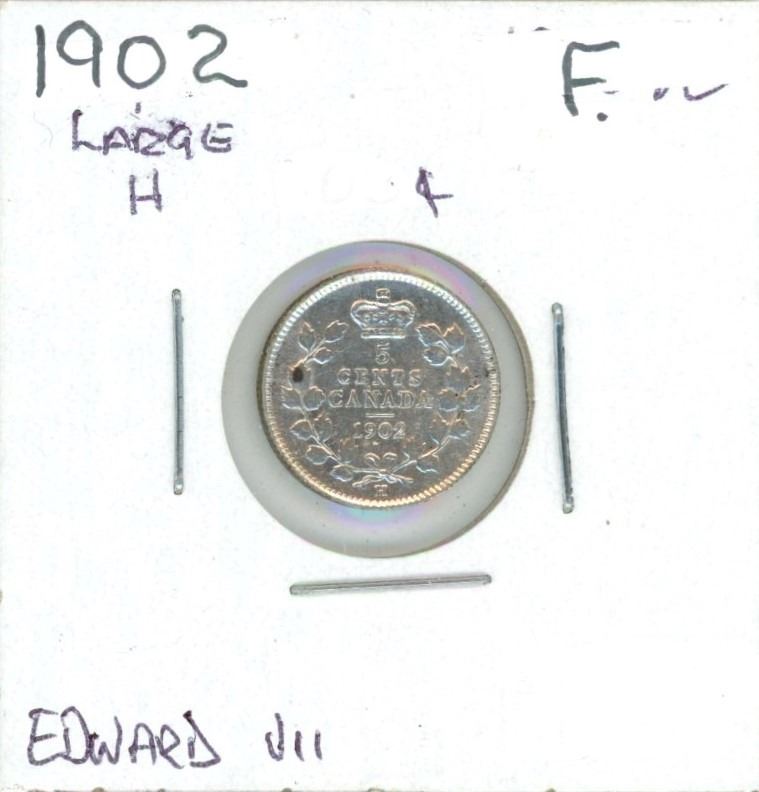 1902 F.
LARGE
H ¢
5
CENTS
CANADA
1902
H
EDWARD VII